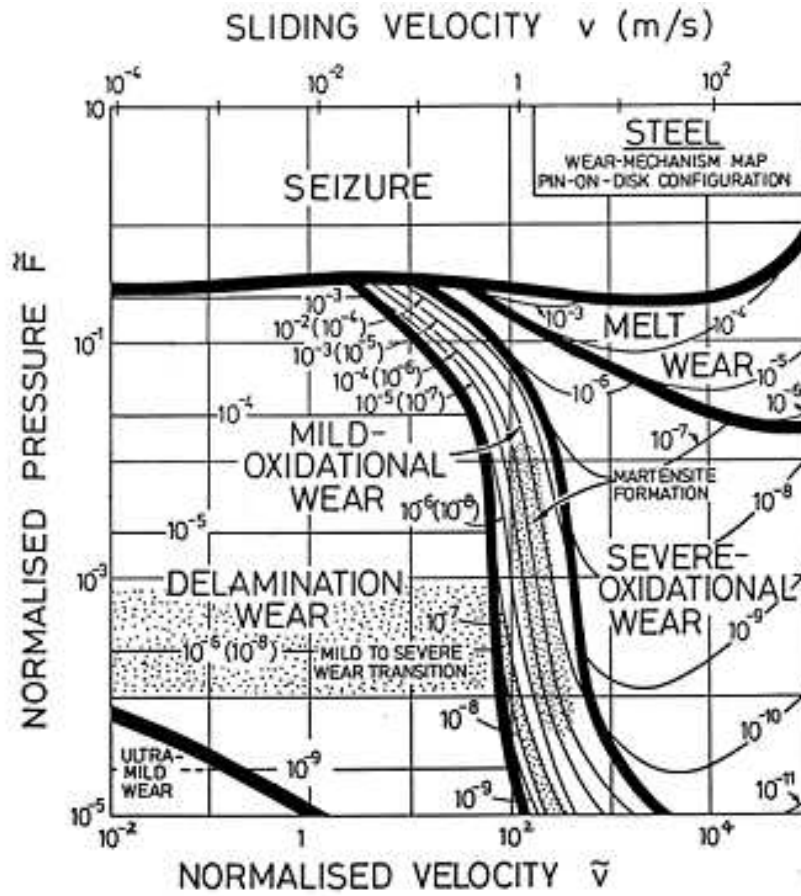 SLIDING VELOCITY v (m/s)
10⁻⁴ 10⁻² 1 10²
10
STEEL
WEAR-MECHANISM MAP
PIN-ON-DISK CONFIGURATION
SEIZURE
NORMALISED PRESSURE F̃
10⁻³
10⁻²(10⁻⁴)
10⁻³(10⁻⁵)
10⁻⁴(10⁻⁶)
10⁻⁵(10⁻⁷)
10⁻³
MELT
WEAR
10⁻⁴
10⁻⁵
10⁻⁶
10⁻⁶
10⁻¹
10⁻⁴
MILD-
OXIDATIONAL
WEAR
10⁻⁷
MARTENSITE
FORMATION
10⁻⁸
10⁻⁶(10⁻⁸)
10⁻⁵
SEVERE-
OXIDATIONAL
WEAR
10⁻³
DELAMINATION
WEAR
10⁻⁷
10⁻⁹
10⁻⁶(10⁻⁸)
MILD TO SEVERE
WEAR TRANSITION
10⁻⁸
10⁻¹⁰
ULTRA-
MILD
WEAR
10⁻⁹
10⁻⁹
10⁻¹¹
10⁻⁵
10⁻² 1 10² 10⁴
NORMALISED VELOCITY ṽ